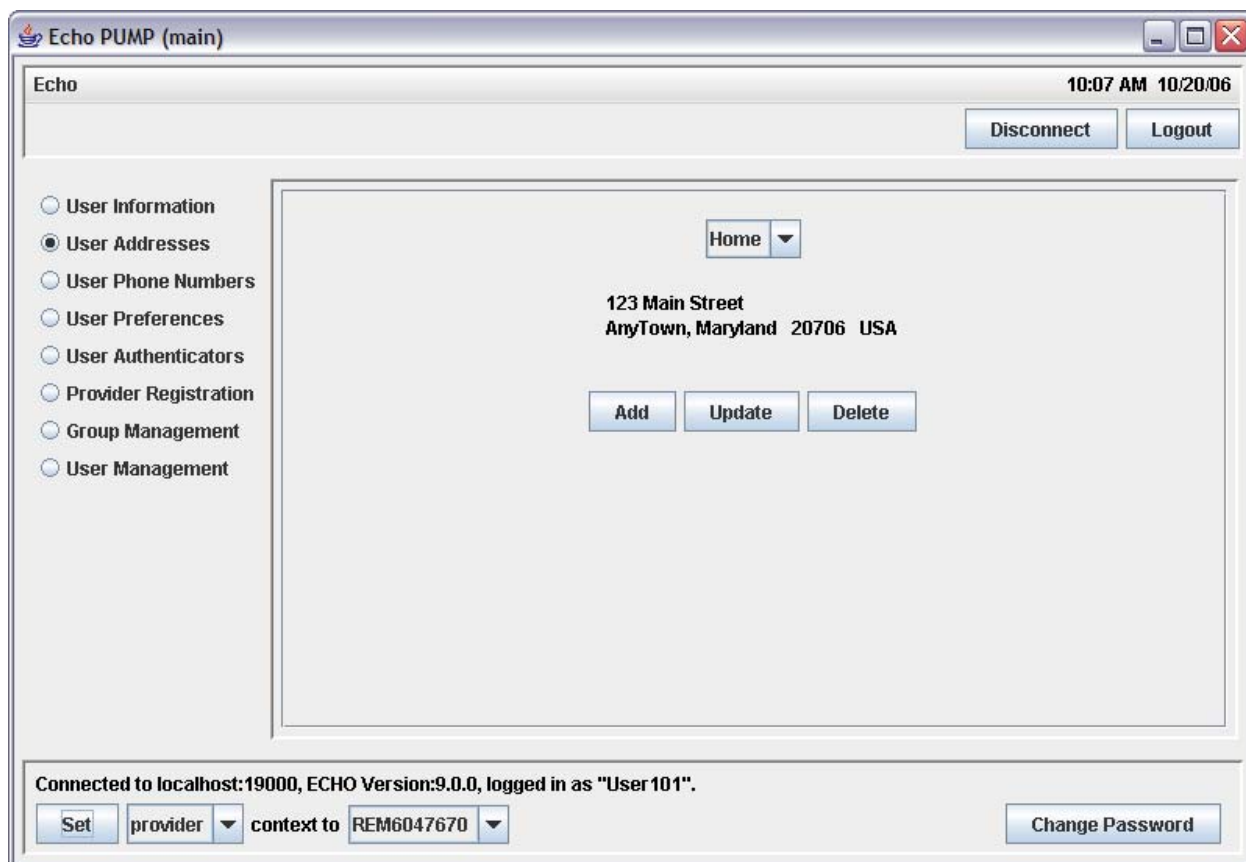 Echo PUMP (main)
Echo 10:07 AM 10/20/06
Disconnect Logout
User Information
User Addresses
User Phone Numbers
User Preferences
User Authenticators
Provider Registration
Group Management
User Management
Home
123 Main Street
AnyTown, Maryland 20706 USA
Add Update Delete
Connected to localhost:19000, ECHO Version:9.0.0, logged in as "User101".
Set provider context to REM6047670 Change Password